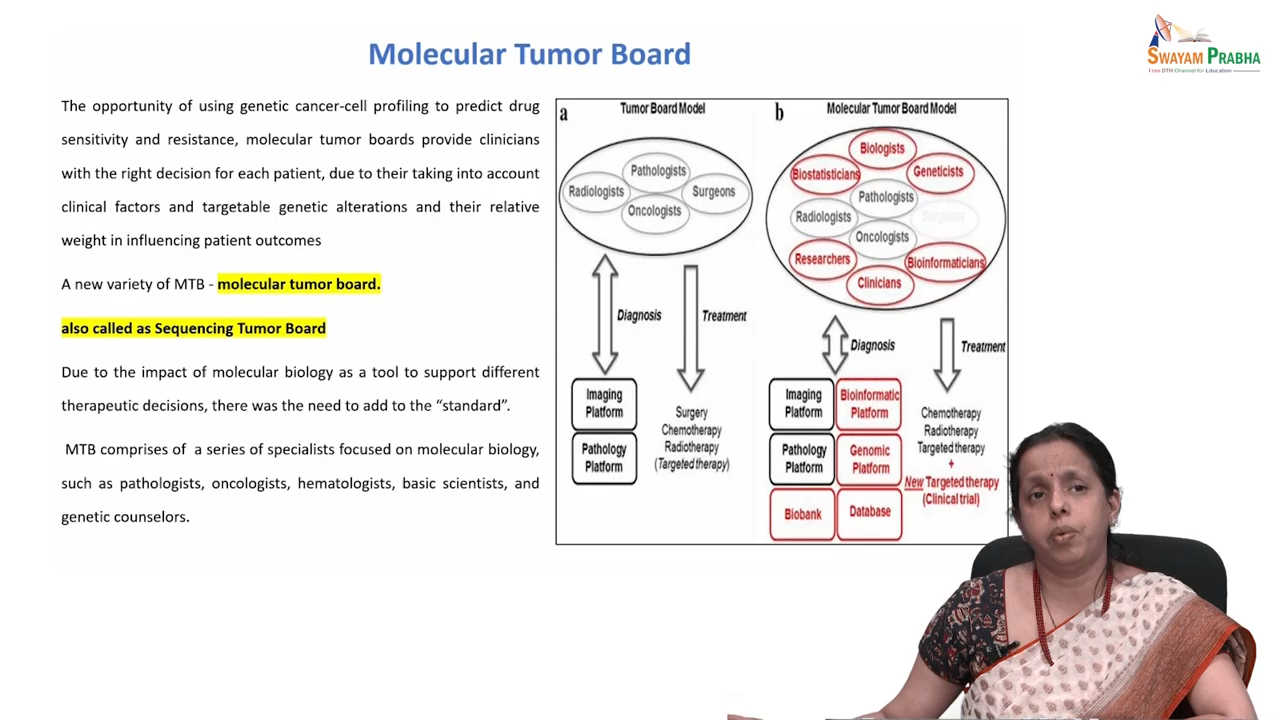 Molecular Tumor Board
SWAYAM PRABHA
Free DTH Channel for Education
The opportunity of using genetic cancer-cell profiling to predict drug
sensitivity and resistance, molecular tumor boards provide clinicians
with the right decision for each patient, due to their taking into account
clinical factors and targetable genetic alterations and their relative
weight in influencing patient outcomes
A new variety of MTB - molecular tumor board.
also called as Sequencing Tumor Board
Due to the impact of molecular biology as a tool to support different
therapeutic decisions, there was the need to add to the “standard”.
MTB comprises of a series of specialists focused on molecular biology,
such as pathologists, oncologists, hematologists, basic scientists, and
genetic counselors.
a
Tumor Board Model
Pathologists
Radiologists
Surgeons
Oncologists
Diagnosis
Treatment
Imaging
Platform
Pathology
Platform
Surgery
Chemotherapy
Radiotherapy
(Targeted therapy)
b
Molecular Tumor Board Model
Biologists
Biostatisticians
Geneticists
Pathologists
Radiologists
Surgeons
Oncologists
Researchers
Bioinformaticians
Clinicians
Diagnosis
Treatment
Imaging
Platform
Bioinformatic
Platform
Pathology
Platform
Genomic
Platform
Biobank
Database
Chemotherapy
Radiotherapy
Targeted therapy
+
New Targeted therapy
(Clinical trial)